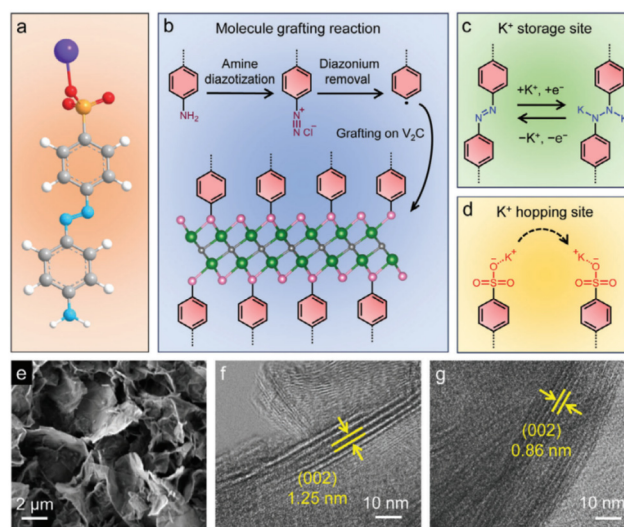 a
b
Molecule grafting reaction
Amine
diazotization
Diazonium
removal
NH₂
N⁺
N
Cl⁻
Grafting on V₂C
c
K⁺ storage site
N=N
+K⁺, +e⁻
−K⁺, −e⁻
K
N
N
K
d
K⁺ hopping site
K⁺
O⁻
O=S=O
⁺K
O⁻
O=S=O
e
2 μm
f
(002)
1.25 nm
10 nm
g
(002)
0.86 nm
10 nm